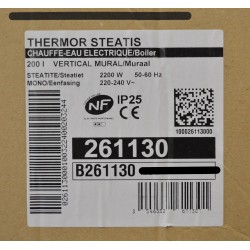 THERMOR STEATIS
CHAUFFE-EAU ELECTRIQUE/Boiler
200 l VERTICAL MURAL/Muraal
STEATITE/Steatiet 2200 W 50-60 Hz
MONO/Eenfasing 220-240 V~
NF IP25
100026113000
261130
B261130